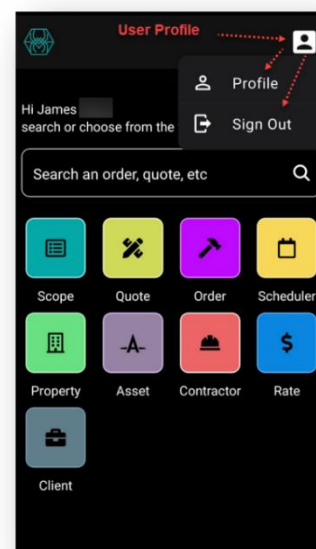 User Profile
Profile
Hi James
search or choose from the
Sign Out
Search an order, quote, etc
Scope
Quote
Order
Scheduler
Property
Asset
Contractor
Rate
Client